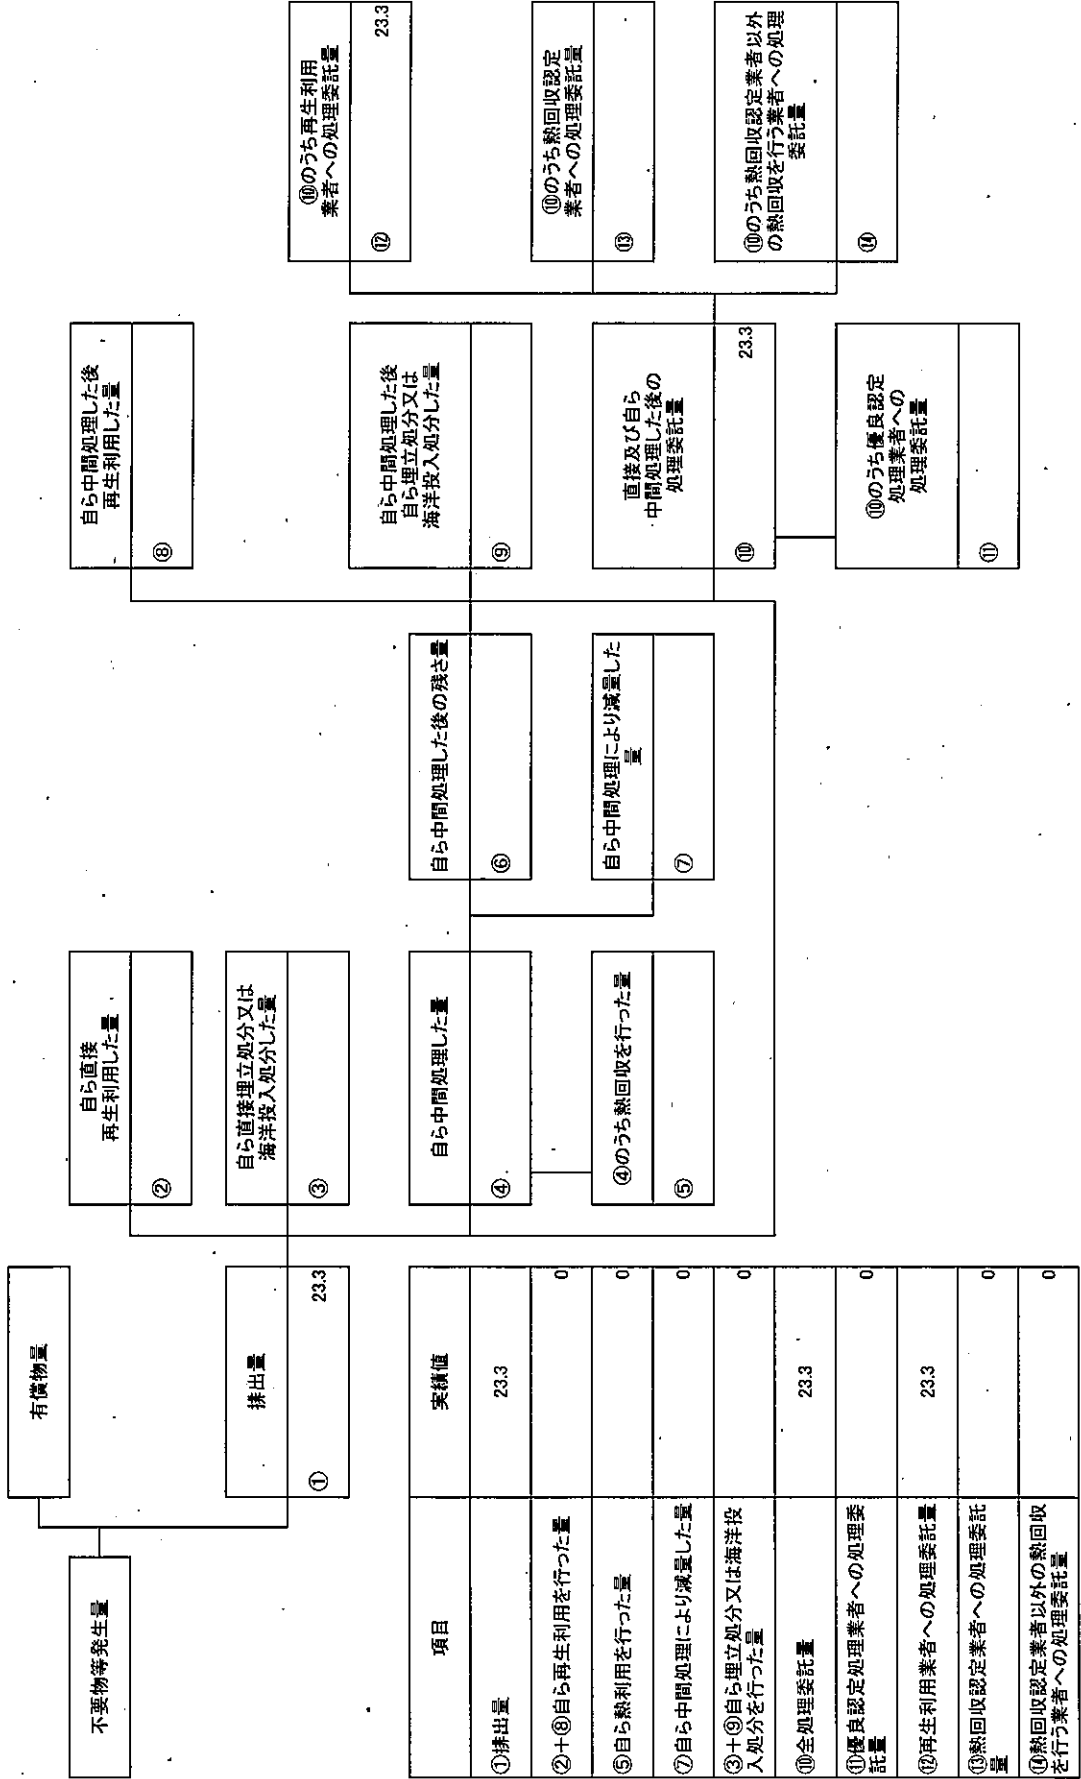 不要物等発生量
有償物量
排出量
①
23.3
自ら直接
再生利用した量
②
自ら直接埋立処分又は
海洋投入処分した量
③
自ら中間処理した量
④
④のうち熱回収を行った量
⑤
自ら中間処理した後の残さ量
⑥
自ら中間処理により減量した
量
⑦
自ら中間処理した後
再生利用した量
⑧
自ら中間処理した後
自ら埋立処分又は
海洋投入処分した量
⑨
直接及び自ら
中間処理した後の
処理委託量
⑩
23.3
⑩のうち優良認定
処理業者への
処理委託量
⑪
⑩のうち再生利用
業者への処理委託量
⑫
23.3
⑩のうち熱回収認定
業者への処理委託量
⑬
⑩のうち熱回収認定業者以外
の熱回収を行う業者への処理
委託量
⑭
項目
実績値
①排出量
23.3
②+⑧自ら再生利用を行った量
0
⑤自ら熱利用を行った量
0
⑦自ら中間処理により減量した量
0
③+⑨自ら埋立処分又は海洋投
入処分を行った量
0
⑩全処理委託量
23.3
⑪優良認定処理業者への処理委
託量
0
⑫再生利用業者への処理委託量
23.3
⑬熱回収認定業者への処理委託
量
0
⑭熱回収認定業者以外の熱回収
を行う業者への処理委託量
0